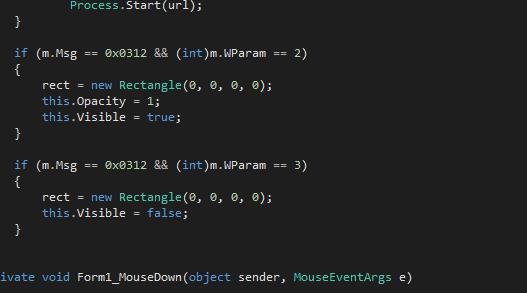 Process.Start(url);
}
if (m.Msg == 0x0312 && (int)m.WParam == 2)
{
rect = new Rectangle(0, 0, 0, 0);
this.Opacity = 1;
this.Visible = true;
}
if (m.Msg == 0x0312 && (int)m.WParam == 3)
{
rect = new Rectangle(0, 0, 0, 0);
this.Visible = false;
}
ivate void Form1_MouseDown(object sender, MouseEventArgs e)